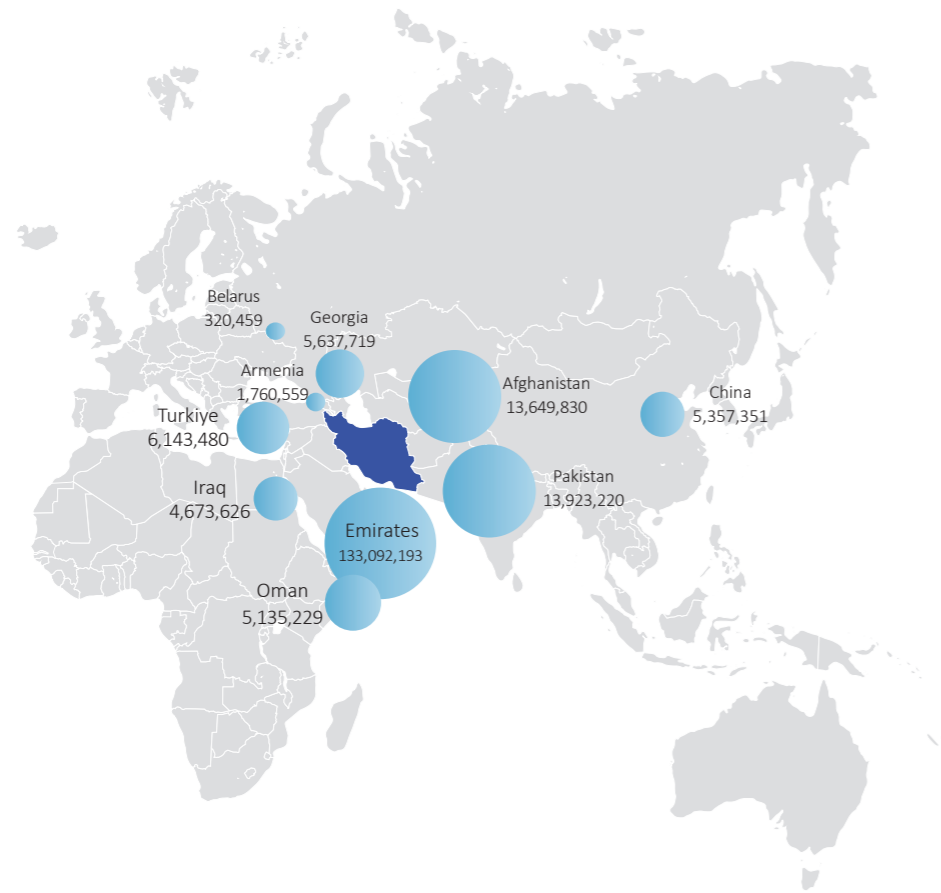 Belarus
320,459
Georgia
5,637,719
Armenia
1,760,559
Afghanistan
13,649,830
China
5,357,351
Turkiye
6,143,480
Pakistan
13,923,220
Iraq
4,673,626
Emirates
133,092,193
Oman
5,135,229